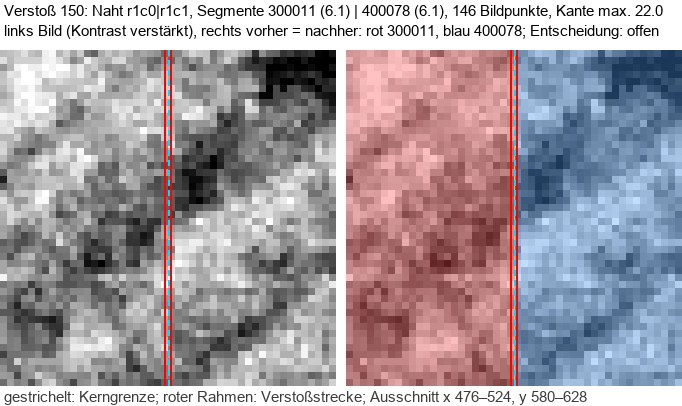 Verstoß 150: Naht r1c0|r1c1, Segmente 300011 (6.1) | 400078 (6.1), 146 Bildpunkte, Kante max. 22.0
links Bild (Kontrast verstärkt), rechts vorher = nachher: rot 300011, blau 400078; Entscheidung: offen
gestrichelt: Kerngrenze; roter Rahmen: Verstoßstrecke; Ausschnitt x 476–524, y 580–628